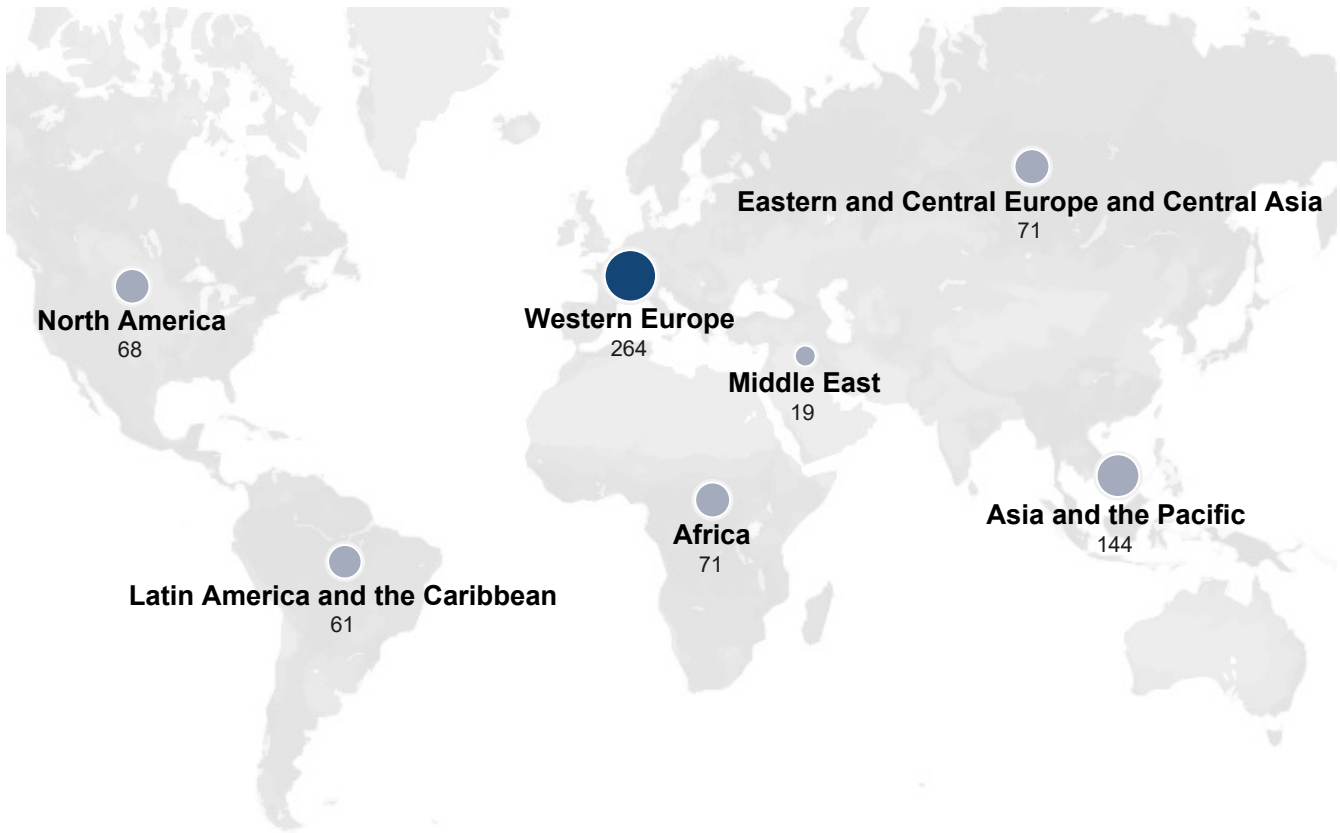 Eastern and Central Europe and Central Asia
71
North America
68
Western Europe
264
Middle East
19
Asia and the Pacific
144
Africa
71
Latin America and the Caribbean
61